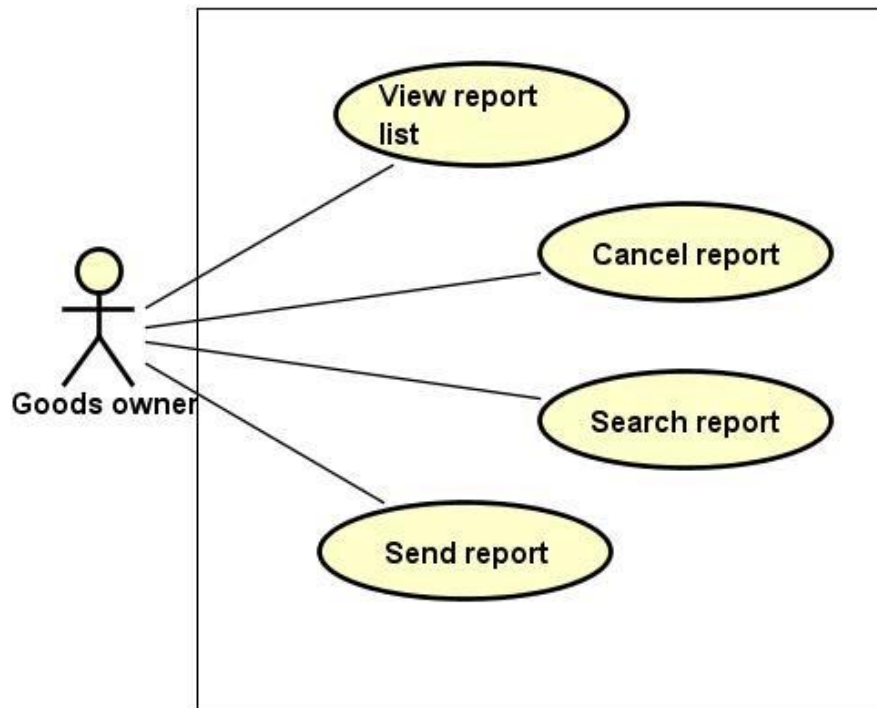 View report
list
Cancel report
Goods owner
Search report
Send report